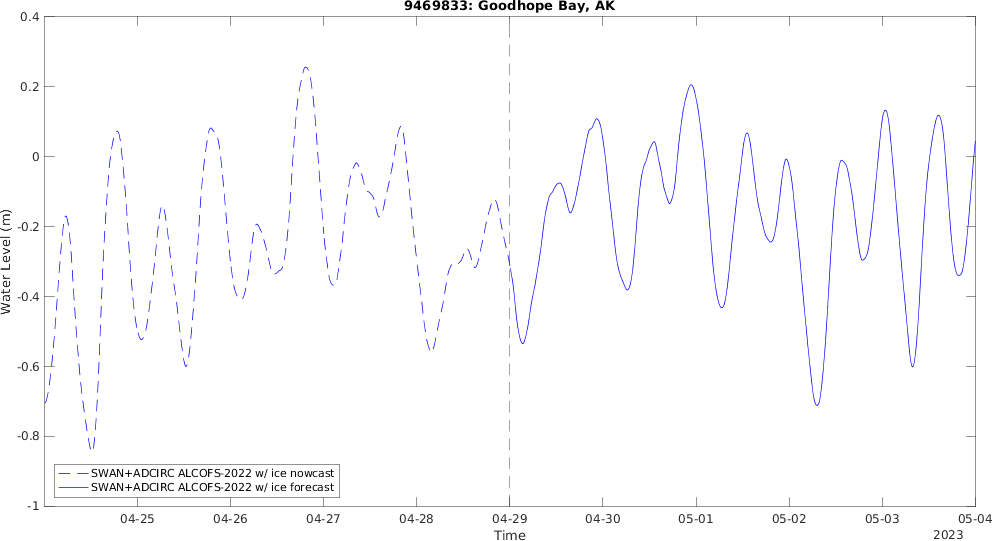 9469833: Goodhope Bay, AK
0.4
0.2
0
-0.2
-0.4
-0.6
-0.8
-1
Water Level (m)
SWAN+ADCIRC ALCOFS-2022 w/ ice nowcast
SWAN+ADCIRC ALCOFS-2022 w/ ice forecast
04-25 04-26 04-27 04-28 04-29 04-30 05-01 05-02 05-03 05-04
Time
2023